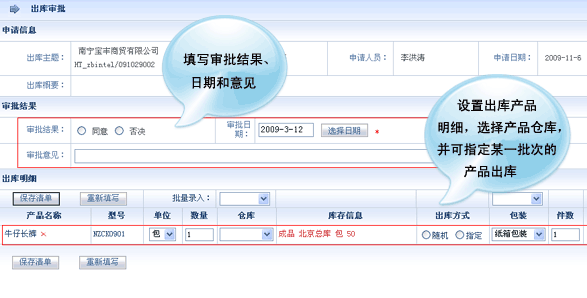 出库审批
申请信息
出库主题：
南宁宝丰商贸有限公司
HT_zbintel/091029002
申请人员：
李洪涛
申请日期：
2009-11-6
出库概要：
填写审批结果、
日期和意见
审批结果
审批结果：
同意
否决
审批日
期：
2009-3-12
选择日期
*
审批意见：
设置出库产品
明细，选择产品仓库，
并可指定某一批次的
产品出库
出库明细
保存清单
重新填写
批量录入：
产品名称 型号 单位 数量 仓库 库存信息 出库方式 包装 件数
牛仔长裤 NZCK0901 包 1 成品 北京总库 包 50 随机 指定 纸箱包装 1
保存清单
重新填写